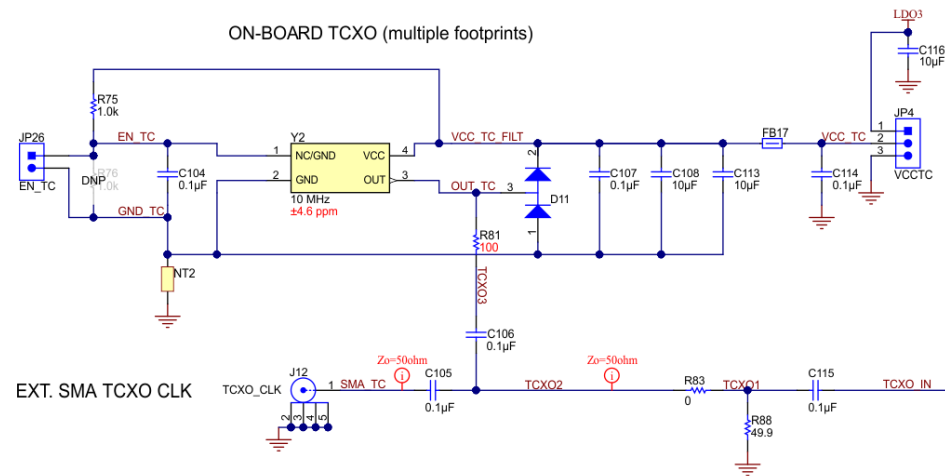 ON-BOARD TCXO (multiple footprints)
LDO3
C116
10µF
R75
1.0k
JP26
EN_TC
EN_TC
R76
1.0k
DNP
GND_TC
C104
0.1µF
NT2
Y2
1 NC/GND VCC 4
2 GND OUT 3
10 MHz
±4.6 ppm
VCC_TC_FILT
OUT_TC
2
3
1
D11
R81
100
TCXO3
C106
0.1µF
C107
0.1µF
C108
10µF
C113
10µF
FB17
VCC_TC
C114
0.1µF
JP4
1
2
3
VCCTC
EXT. SMA TCXO CLK
TCXO_CLK
J12
1
2
3
4
5
SMA_TC
Zo=50ohm
i
C105
0.1µF
TCXO2
Zo=50ohm
i
R83
0
TCXO1
R88
49.9
C115
0.1µF
TCXO_IN